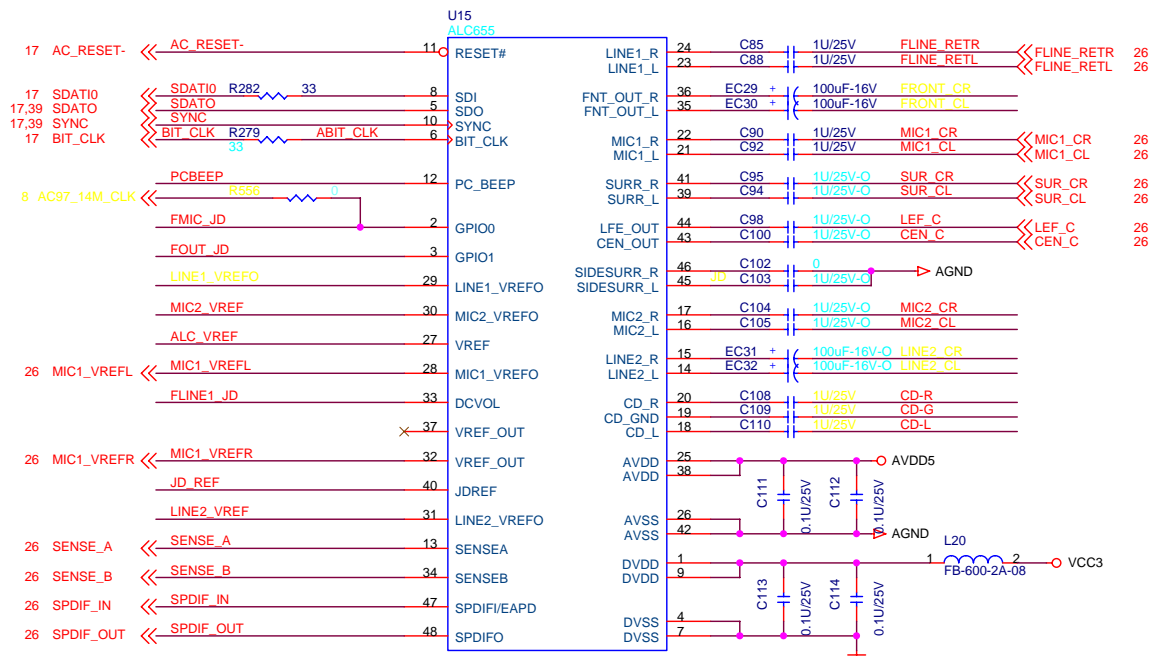 U15
ALC655
17 AC_RESET- AC_RESET- 11 RESET# LINE1_R 24 C85 1U/25V FLINE_RETR FLINE_RETR 26
LINE1_L 23 C88 1U/25V FLINE_RETL FLINE_RETL 26
17 SDATI0 SDATI0 R282 33 8 SDI FNT_OUT_R 36 EC29 + 100uF-16V FRONT_CR
17,39 SDATO SDATO 5 SDO FNT_OUT_L 35 EC30 + 100uF-16V FRONT_CL
17,39 SYNC SYNC 10 SYNC
17 BIT_CLK BIT_CLK R279 33 ABIT_CLK 6 BIT_CLK MIC1_R 22 C90 1U/25V MIC1_CR MIC1_CR 26
MIC1_L 21 C92 1U/25V MIC1_CL MIC1_CL 26
PCBEEP 12 PC_BEEP SURR_R 41 C95 1U/25V-O SUR_CR SUR_CR 26
8 AC97_14M_CLK R566 0 SURR_L 39 C94 1U/25V-O SUR_CL SUR_CL 26
FMIC_JD 2 GPIO0 LFE_OUT 44 C98 1U/25V-O LEF_C LEF_C 26
CEN_OUT 43 C100 1U/25V-O CEN_C CEN_C 26
FOUT_JD 3 GPIO1 SIDESURR_R 46 C102 0 AGND
LINE1_VREFO 29 LINE1_VREFO SIDESURR_L 45 JD C103 1U/25V-O
MIC2_VREF 30 MIC2_VREFO MIC2_R 17 C104 1U/25V-O MIC2_CR
MIC2_L 16 C105 1U/25V-O MIC2_CL
ALC_VREF 27 VREF LINE2_R 15 EC31 + 100uF-16V-O LINE2_CR
26 MIC1_VREFL MIC1_VREFL 28 MIC1_VREFO LINE2_L 14 EC32 + 100uF-16V-O LINE2_CL
FLINE1_JD 33 DCVOL CD_R 20 C108 1U/25V CD-R
CD_GND 19 C109 1U/25V CD-G
37 VREF_OUT CD_L 18 C110 1U/25V CD-L
26 MIC1_VREFR MIC1_VREFR 32 VREF_OUT AVDD 25 AVDD5
AVDD 38
JD_REF 40 JDREF C111 0.1U/25V C112 0.1U/25V
LINE2_VREF 31 LINE2_VREFO AVSS 26
AVSS 42 AGND
26 SENSE_A SENSE_A 13 SENSEA L20
DVDD 1 1 2 VCC3
FB-600-2A-08
26 SENSE_B SENSE_B 34 SENSEB DVDD 9
26 SPDIF_IN SPDIF_IN 47 SPDIFI/EAPD C113 0.1U/25V C114 0.1U/25V
DVSS 4
26 SPDIF_OUT SPDIF_OUT 48 SPDIFO DVSS 7